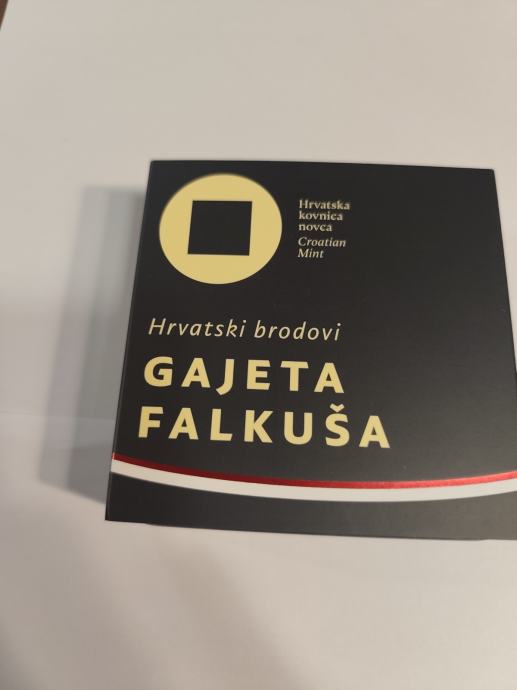 Hrvatska
kovnica
novca
Croatian
Mint
Hrvatski brodovi
GAJETA
FALKUŠA